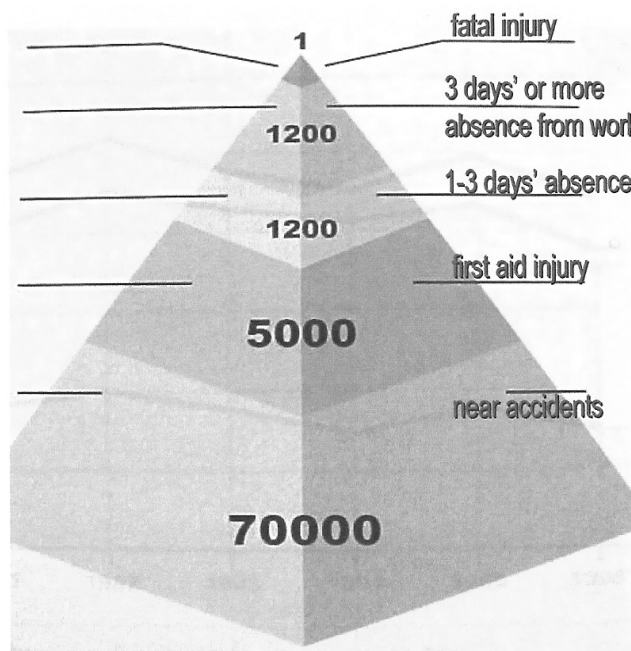 1
fatal injury
3 days' or more
absence from worl
1200
1-3 days' absence
1200
first aid injury
5000
near accidents
70000